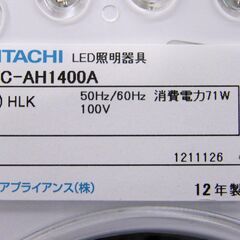 ITACHI LED照明器具
C-AH1400A
) HLK 50Hz/60Hz 消費電力71W
100V
1211126 4
アプライアンス(株) 12年製